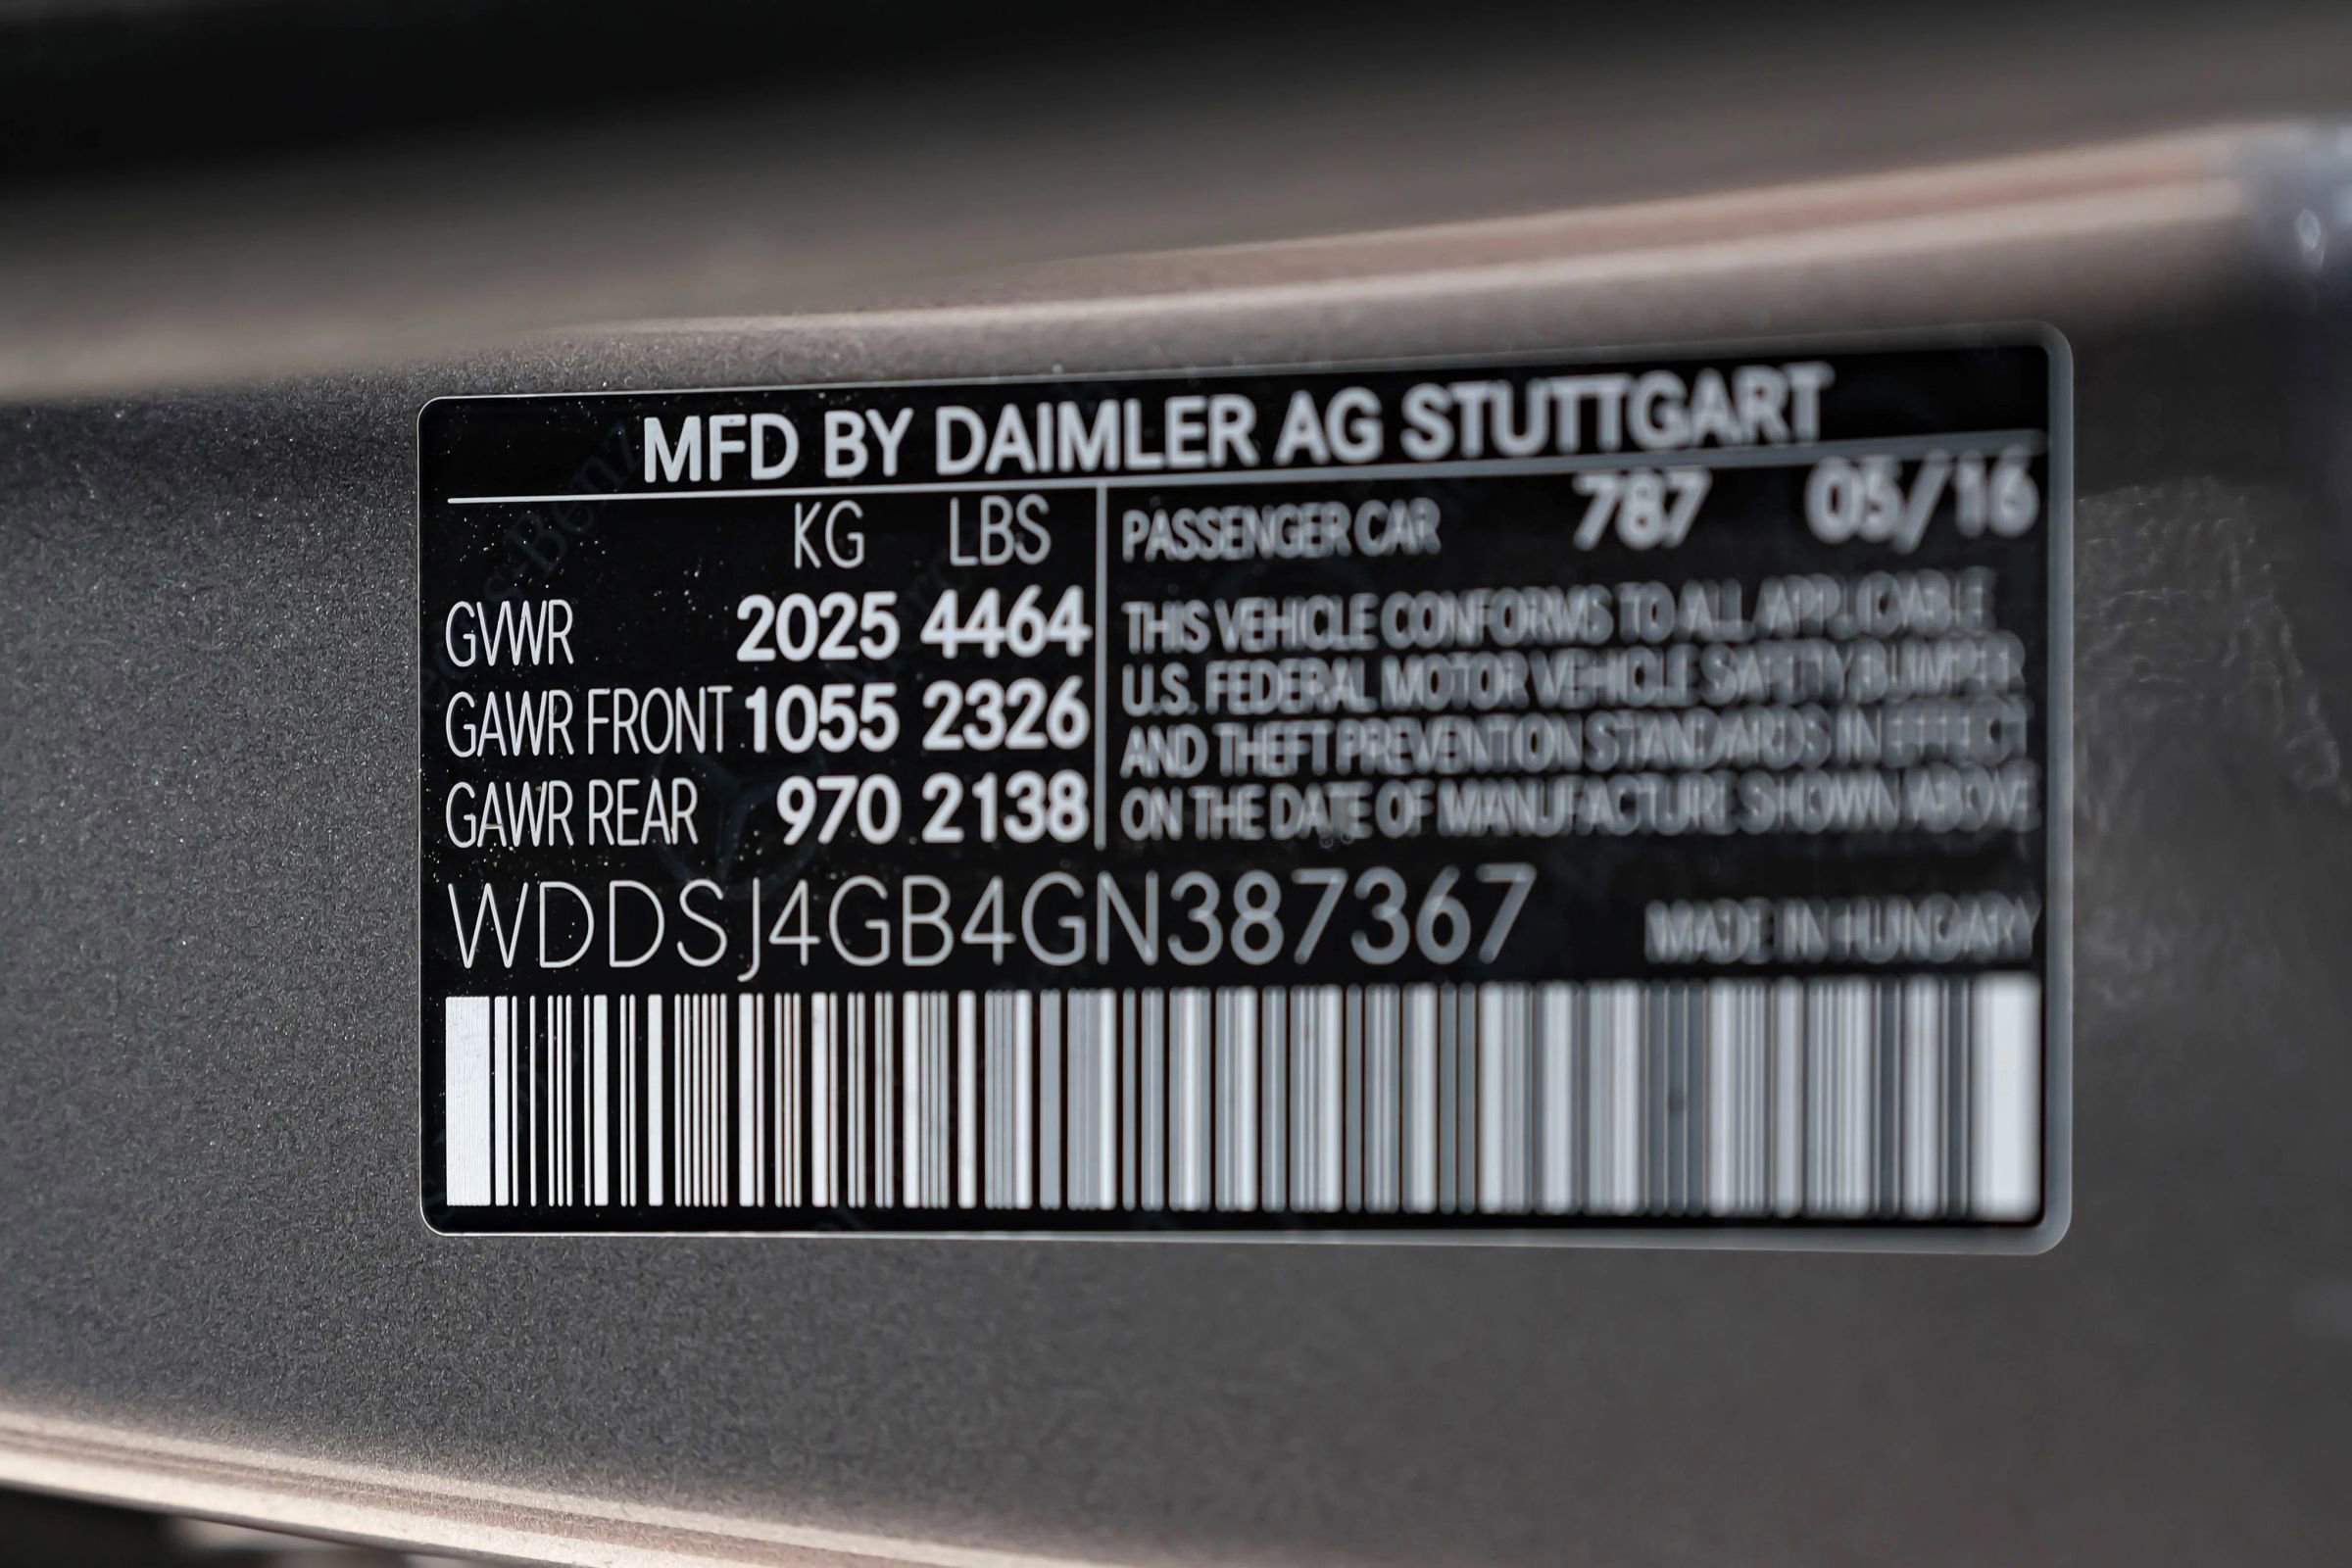 MFD BY DAIMLER AG STUTTGART
KG LBS
GVWR 2025 4464
GAWR FRONT 1055 2326
GAWR REAR 970 2138
PASSENGER CAR 787 05/16
THIS VEHICLE CONFORMS TO ALL APPLICABLE
U.S. FEDERAL MOTOR VEHICLE SAFETY,BUMPER
AND THEFT PREVENTION STANDARDS IN EFFECT
ON THE DATE OF MANUFACTURE SHOWN ABOVE
WDDSJ4GB4GN387367
MADE IN HUNGARY